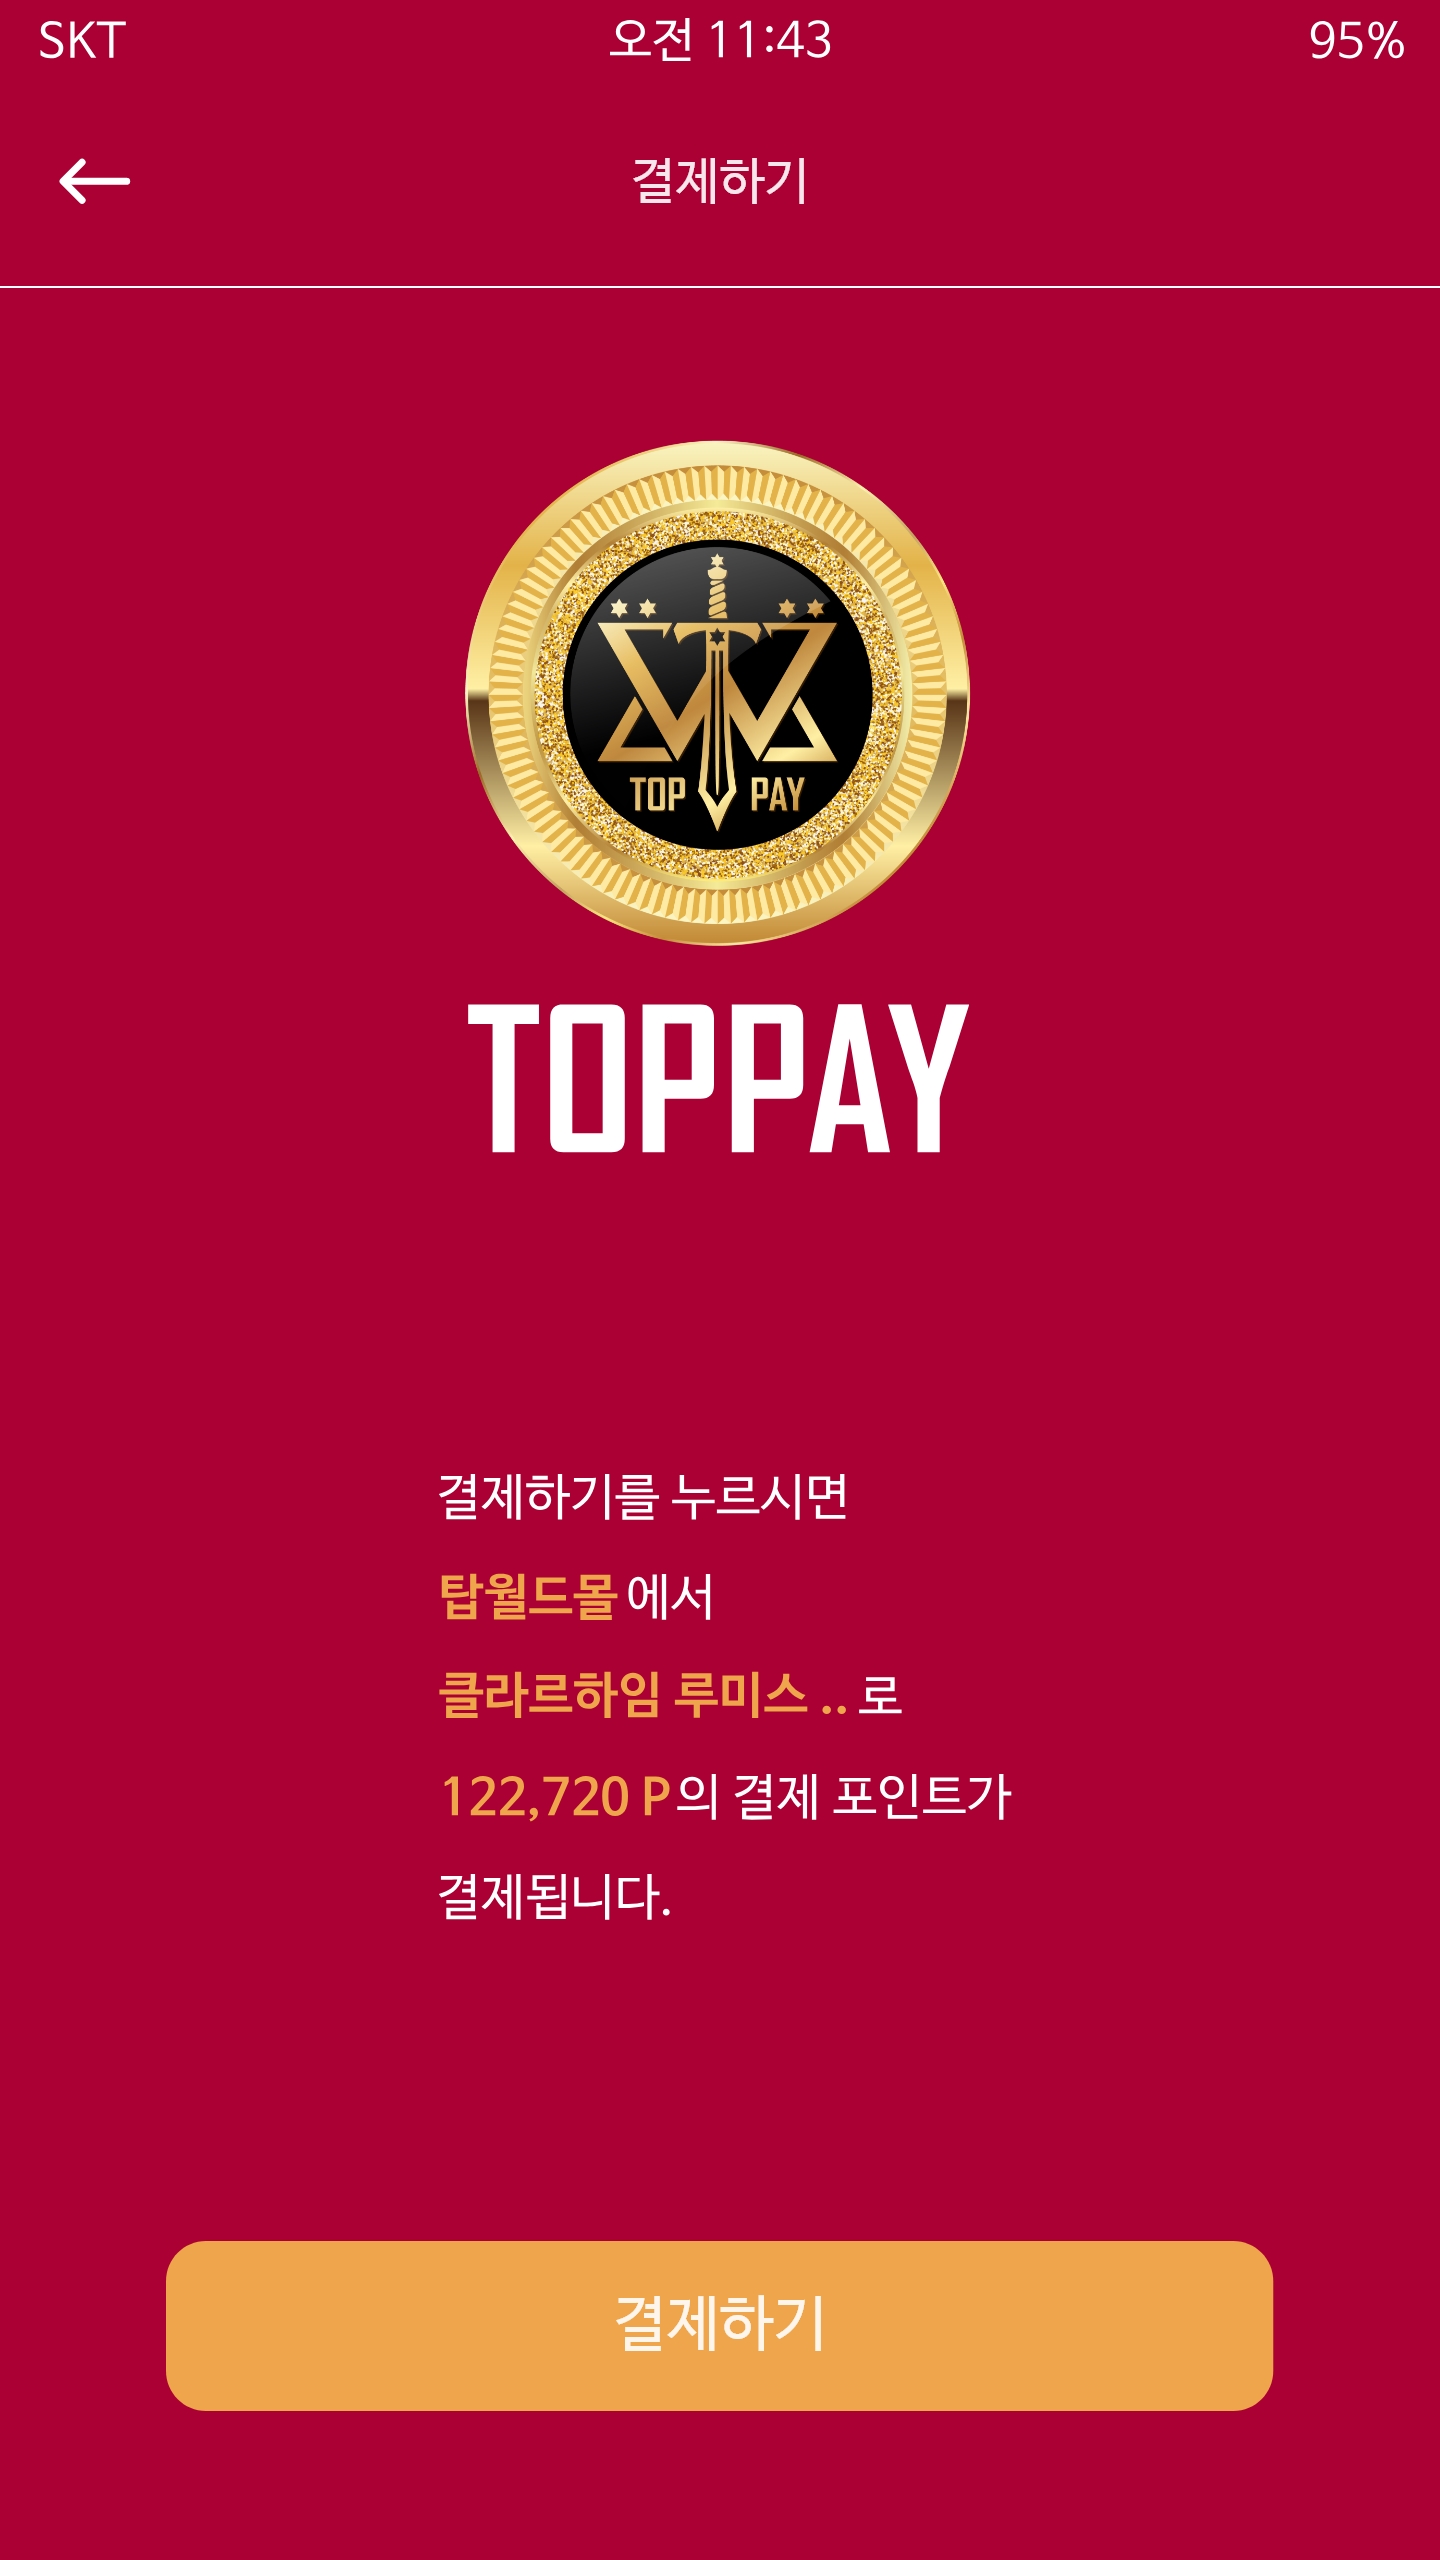 SKT 오전 11:43 95%
결제하기
TOP PAY
TOPPAY
결제하기를 누르시면
탑월드몰 에서
클라르하임 루미스 .. 로
122,720 P의 결제 포인트가
결제됩니다.
결제하기